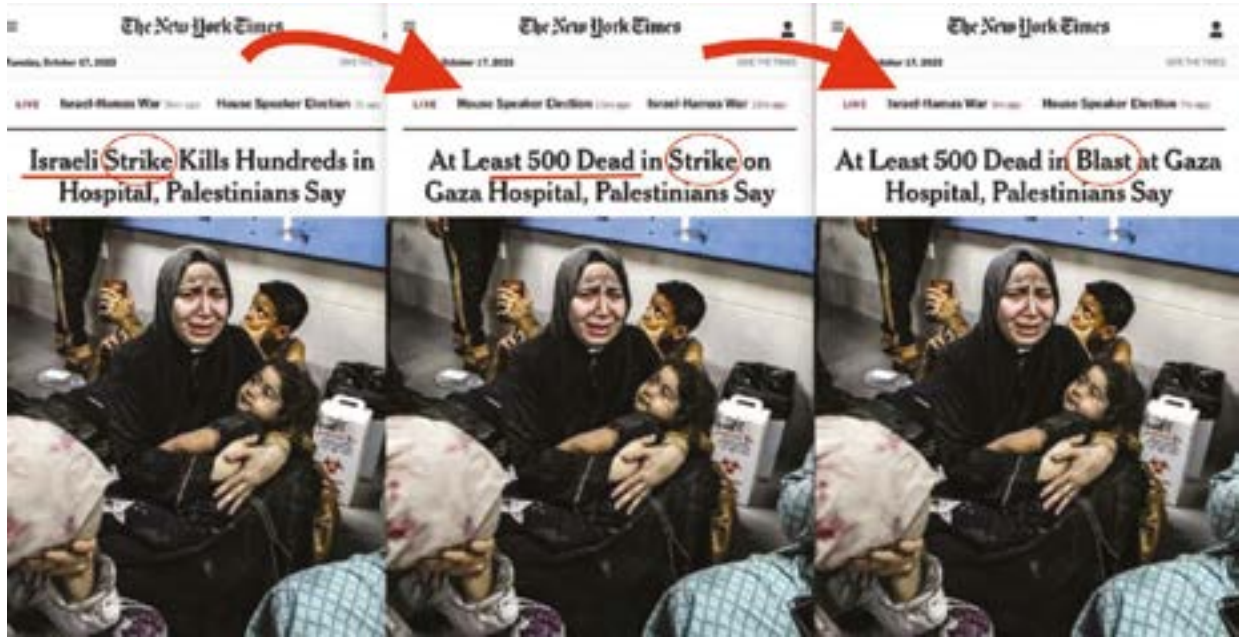 The New York Times
Tuesday, October 17, 2023
LIVE Israel-Hamas War House Speaker Election
Israeli Strike Kills Hundreds in
Hospital, Palestinians Say
The New York Times
October 17, 2023
LIVE House Speaker Election Israel-Hamas War
At Least 500 Dead in Strike on
Gaza Hospital, Palestinians Say
The New York Times
October 17, 2023
LIVE Israel-Hamas War House Speaker Election
At Least 500 Dead in Blast at Gaza
Hospital, Palestinians Say